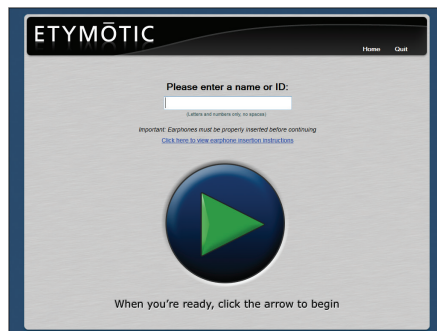 ETYMŌTIC
Home Quit
Please enter a name or ID:
(Letters and numbers only, no spaces)
Important: Earphones must be properly inserted before continuing
Click here to view earphone insertion instructions
When you're ready, click the arrow to begin